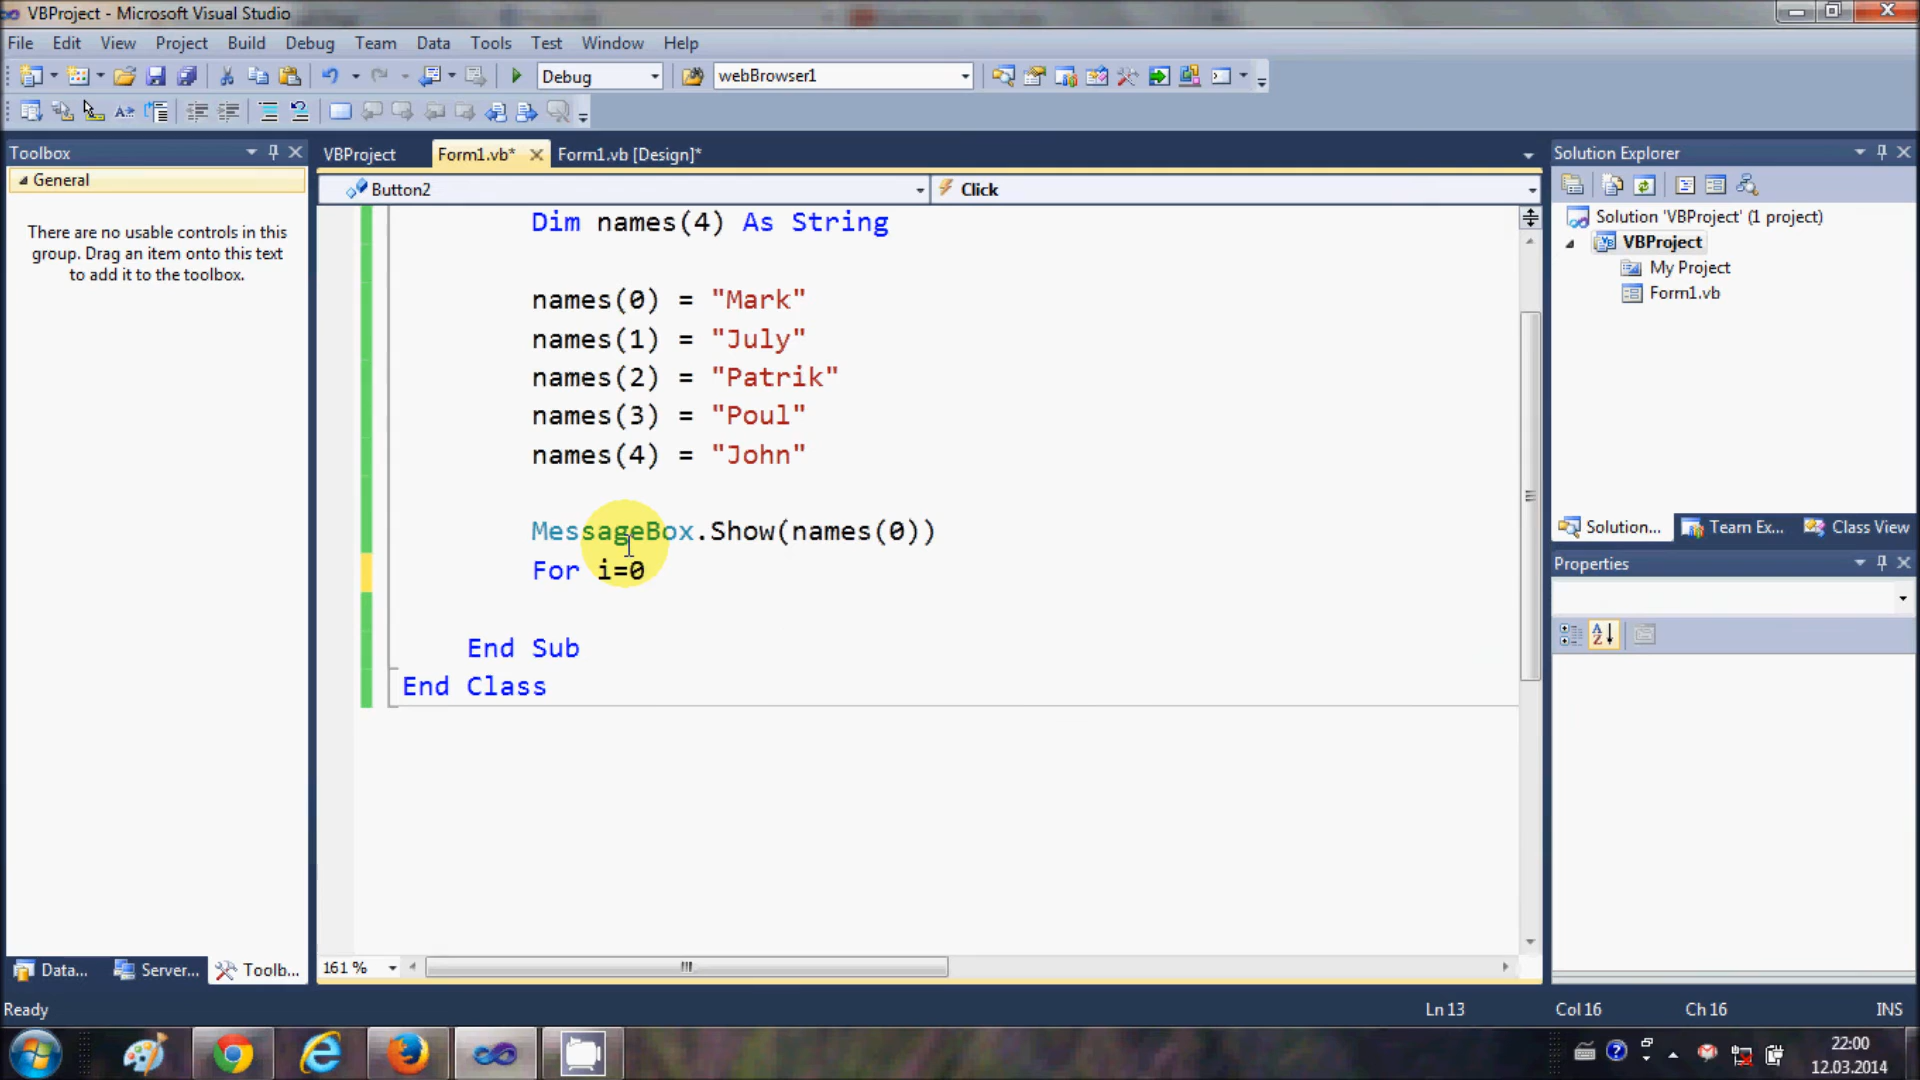 VBProject - Microsoft Visual Studio
File Edit View Project Build Debug Team Data Tools Test Window Help
Debug webBrowser1
Toolbox
General
There are no usable controls in this
group. Drag an item onto this text
to add it to the toolbox.
VBProject Form1.vb* Form1.vb [Design]*
Button2 Click
Dim names(4) As String
names(0) = "Mark"
names(1) = "July"
names(2) = "Patrik"
names(3) = "Poul"
names(4) = "John"
MessageBox.Show(names(0))
For i=0
End Sub
End Class
161 %
Solution Explorer
Solution 'VBProject' (1 project)
VBProject
My Project
Form1.vb
Solution... Team Ex... Class View
Properties
Data... Server... Toolb...
Ready Ln 13 Col 16 Ch 16 INS
22:00
12.03.2014